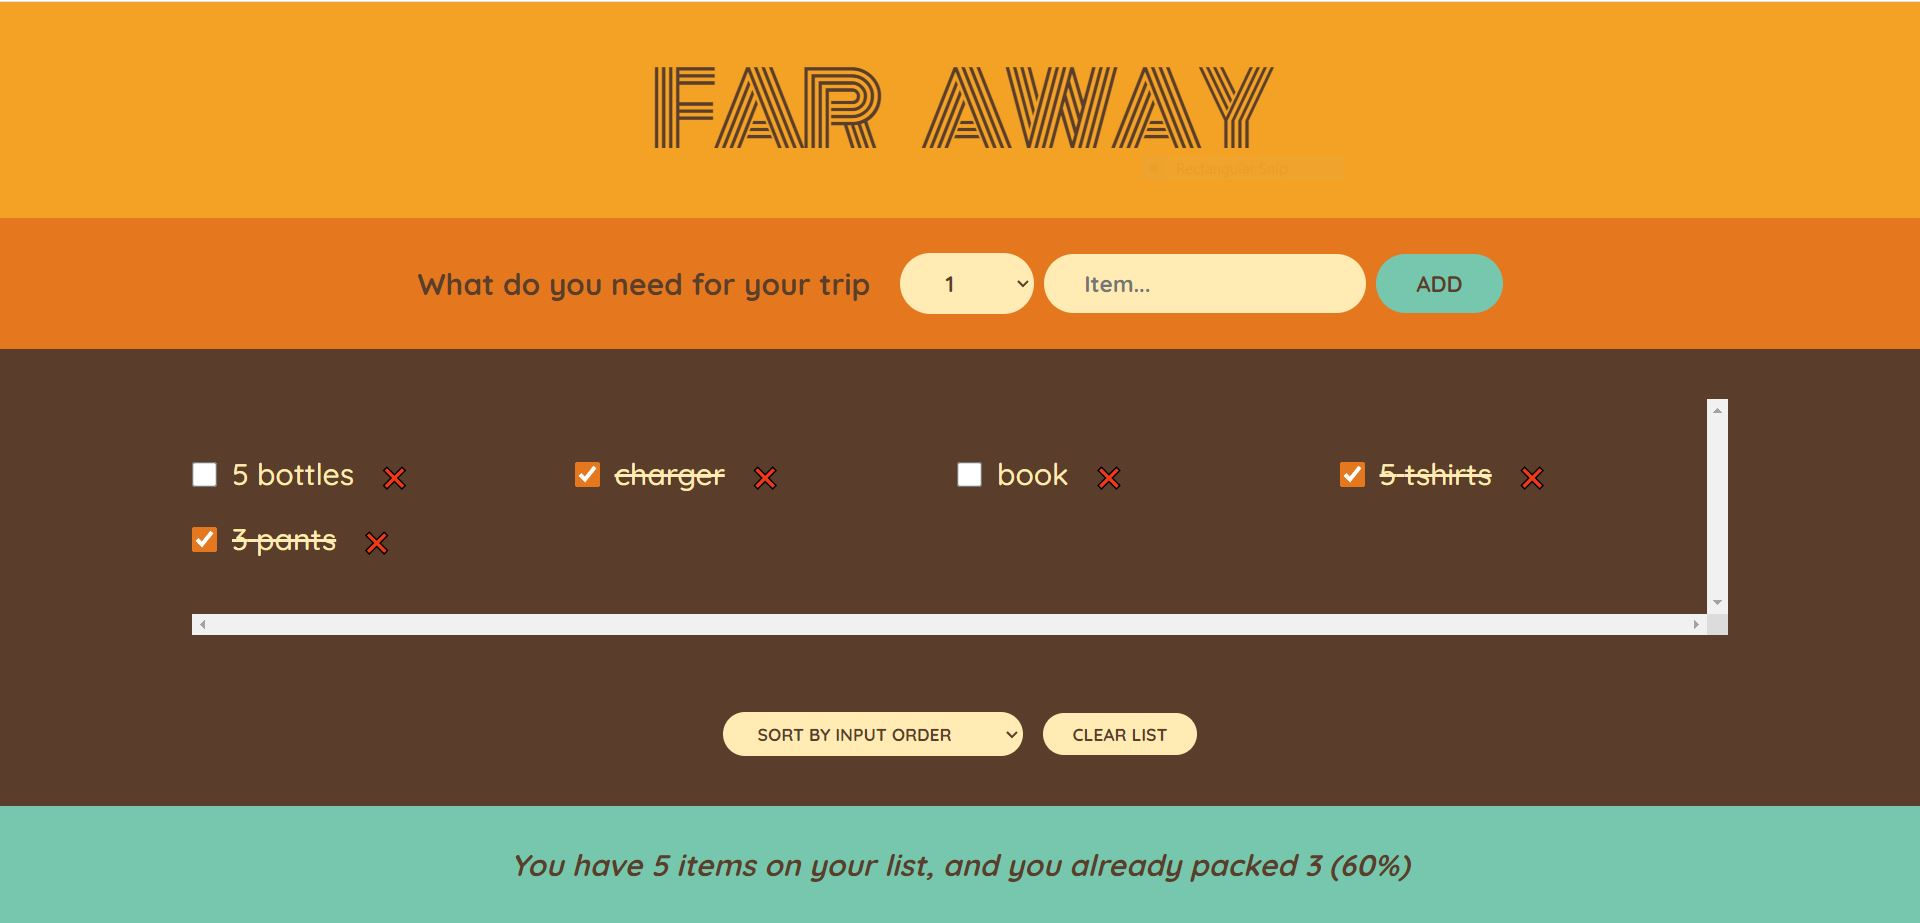 FAR AWAY
Rectangular Snip
What do you need for your trip 1 Item... ADD
5 bottles charger book 5 tshirts
3 pants
SORT BY INPUT ORDER CLEAR LIST
You have 5 items on your list, and you already packed 3 (60%)